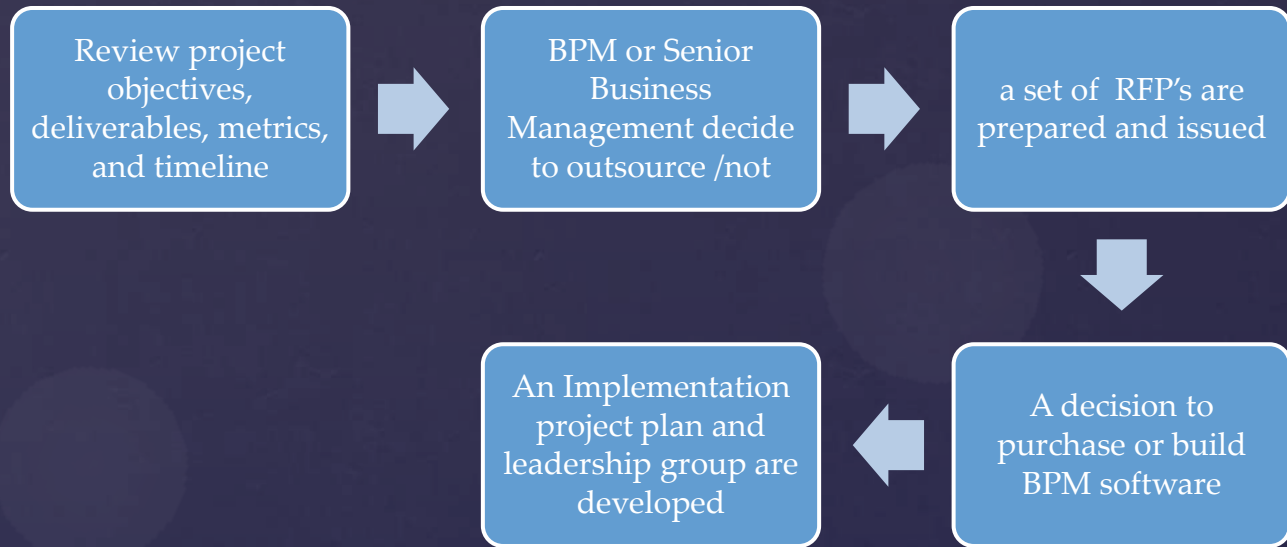 Review project
objectives,
deliverables, metrics,
and timeline
BPM or Senior
Business
Management decide
to outsource /not
a set of RFP's are
prepared and issued
A decision to
purchase or build
BPM software
An Implementation
project plan and
leadership group are
developed